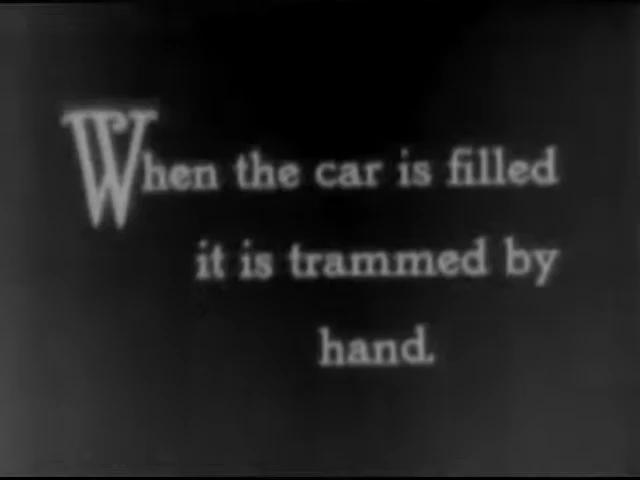 When the car is filled
it is trammed by
hand.